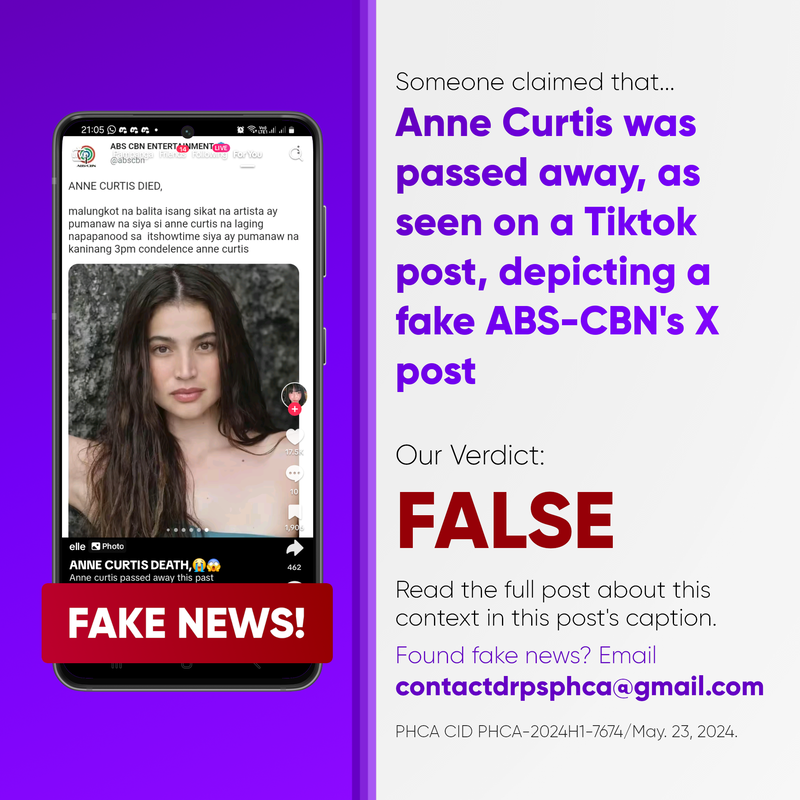 21:05
ABS CBN ENTERTAINMENT
@abscbn
14
LIVE
Friends
Following
For You
ANNE CURTIS DIED,
malungkot na balita isang sikat na artista ay
pumanaw na siya si anne curtis na laging
napapanood sa itshowtime siya ay pumanaw na
kaninang 3pm condelence anne curtis
17.5K
10
1,90
462
elle Photo
ANNE CURTIS DEATH,😭😱
Anne curtis passed away this past
FAKE NEWS!
Someone claimed that...
Anne Curtis was
passed away, as
seen on a Tiktok
post, depicting a
fake ABS-CBN's X
post
Our Verdict:
FALSE
Read the full post about this
context in this post's caption.
Found fake news? Email
contactdrpsphca@gmail.com
PHCA CID PHCA-2024H1-7674/May. 23, 2024.